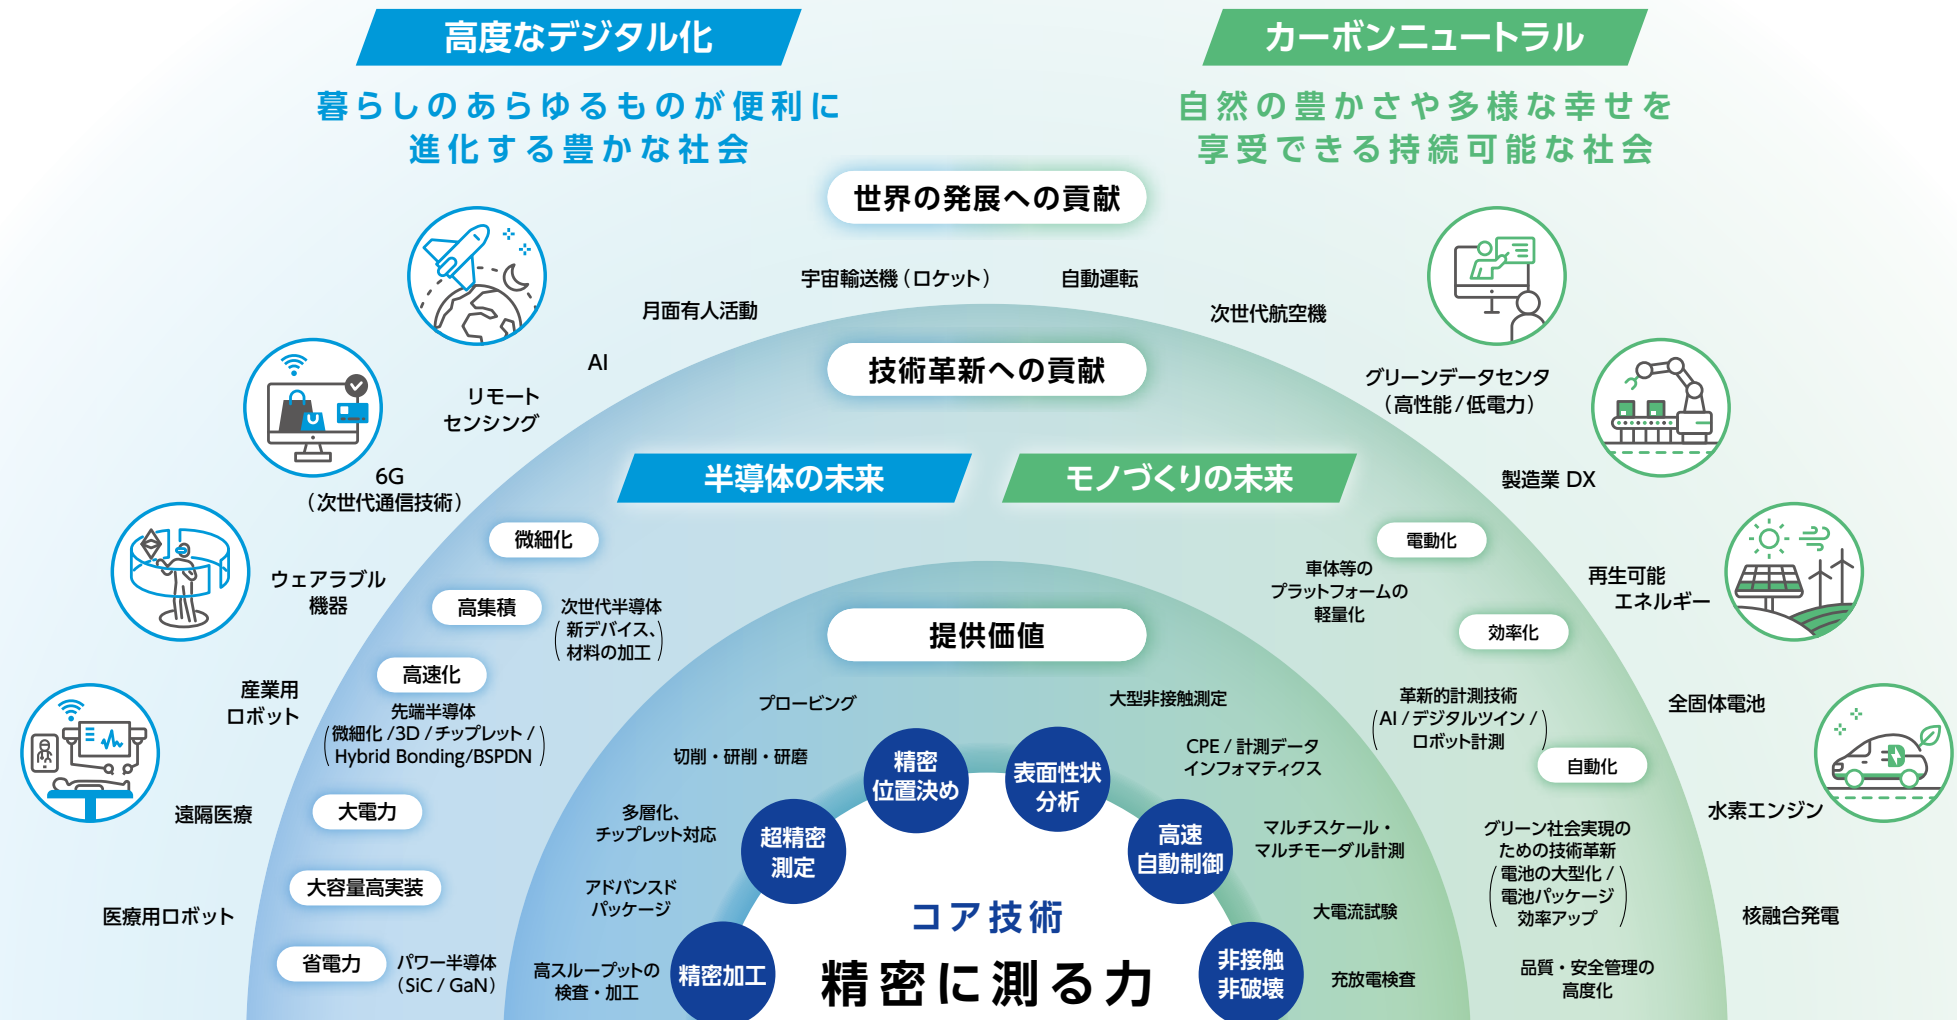 高度なデジタル化
暮らしのあらゆるものが便利に
進化する豊かな社会
カーボンニュートラル
自然の豊かさや多様な幸せを
享受できる持続可能な社会
世界の発展への貢献
医療用ロボット
遠隔医療
産業用
ロボット
ウェアラブル
機器
6G
（次世代通信技術）
リモート
センシング
AI
月面有人活動
宇宙輸送機（ロケット）
自動運転
次世代航空機
グリーンデータセンタ
（高性能/低電力）
製造業 DX
再生可能
エネルギー
全固体電池
水素エンジン
核融合発電
技術革新への貢献
半導体の未来
微細化
高集積
次世代半導体
（新デバイス、
材料の加工）
高速化
先端半導体
（微細化/3D/チップレット/
Hybrid Bonding/BSPDN）
大電力
大容量高実装
省電力
パワー半導体
（SiC / GaN）
モノづくりの未来
電動化
車体等の
プラットフォームの
軽量化
効率化
革新的計測技術
（AI/デジタルツイン/
ロボット計測）
自動化
グリーン社会実現の
ための技術革新
（電池の大型化/
電池パッケージ
効率アップ）
品質・安全管理の
高度化
提供価値
プロービング
切削・研削・研磨
多層化、
チップレット対応
アドバンスド
パッケージ
高スループットの
検査・加工
大型非接触測定
CPE / 計測データ
インフォマティクス
マルチスケール・
マルチモーダル計測
大電流試験
充放電検査
精密加工
超精密
測定
精密
位置決め
表面性状
分析
高速
自動制御
非接触
非破壊
コア技術
精密に測る力